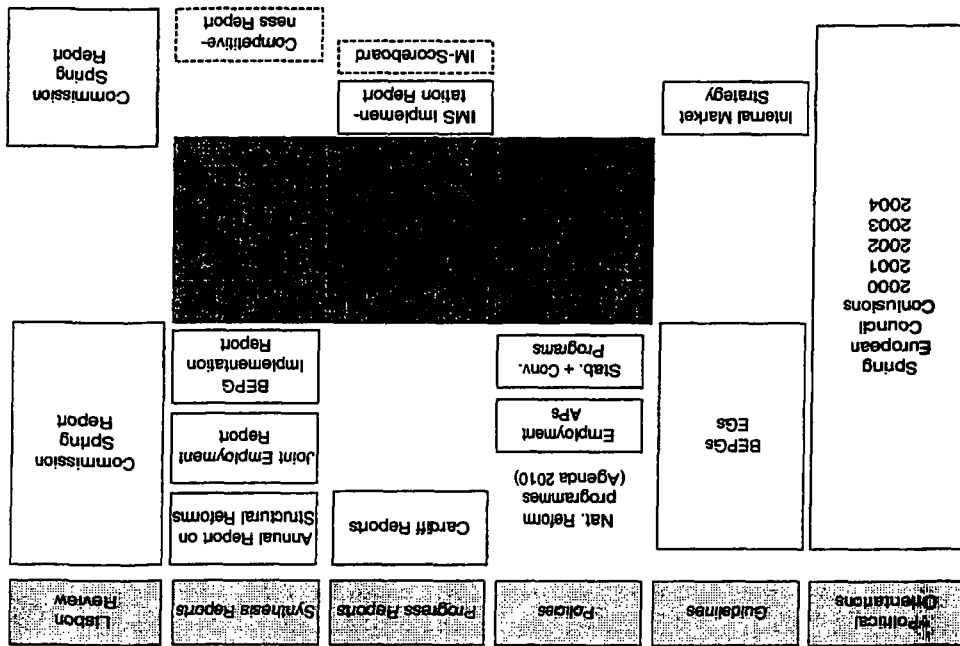 Political
Orientations
Guidelines
Policies
Progress Reports
Synthesis Reports
Lisbon
Review
Spring
European
Council
Conlusions
2000
2001
2002
2003
2004
BEPGs
EGs
Internal Market
Strategy
Nat. Reform
programmes
(Agenda 2010)
Employment
APs
Stab. + Conv.
Programs
Cardiff Reports
IMS Implemen-
tation Report
IM-Scoreboard
Annual Report on
Structural Reforms
Joint Employment
Report
BEPG
Implementation
Report
Competitive-
ness Report
Commission
Spring
Report
Commission
Spring
Report